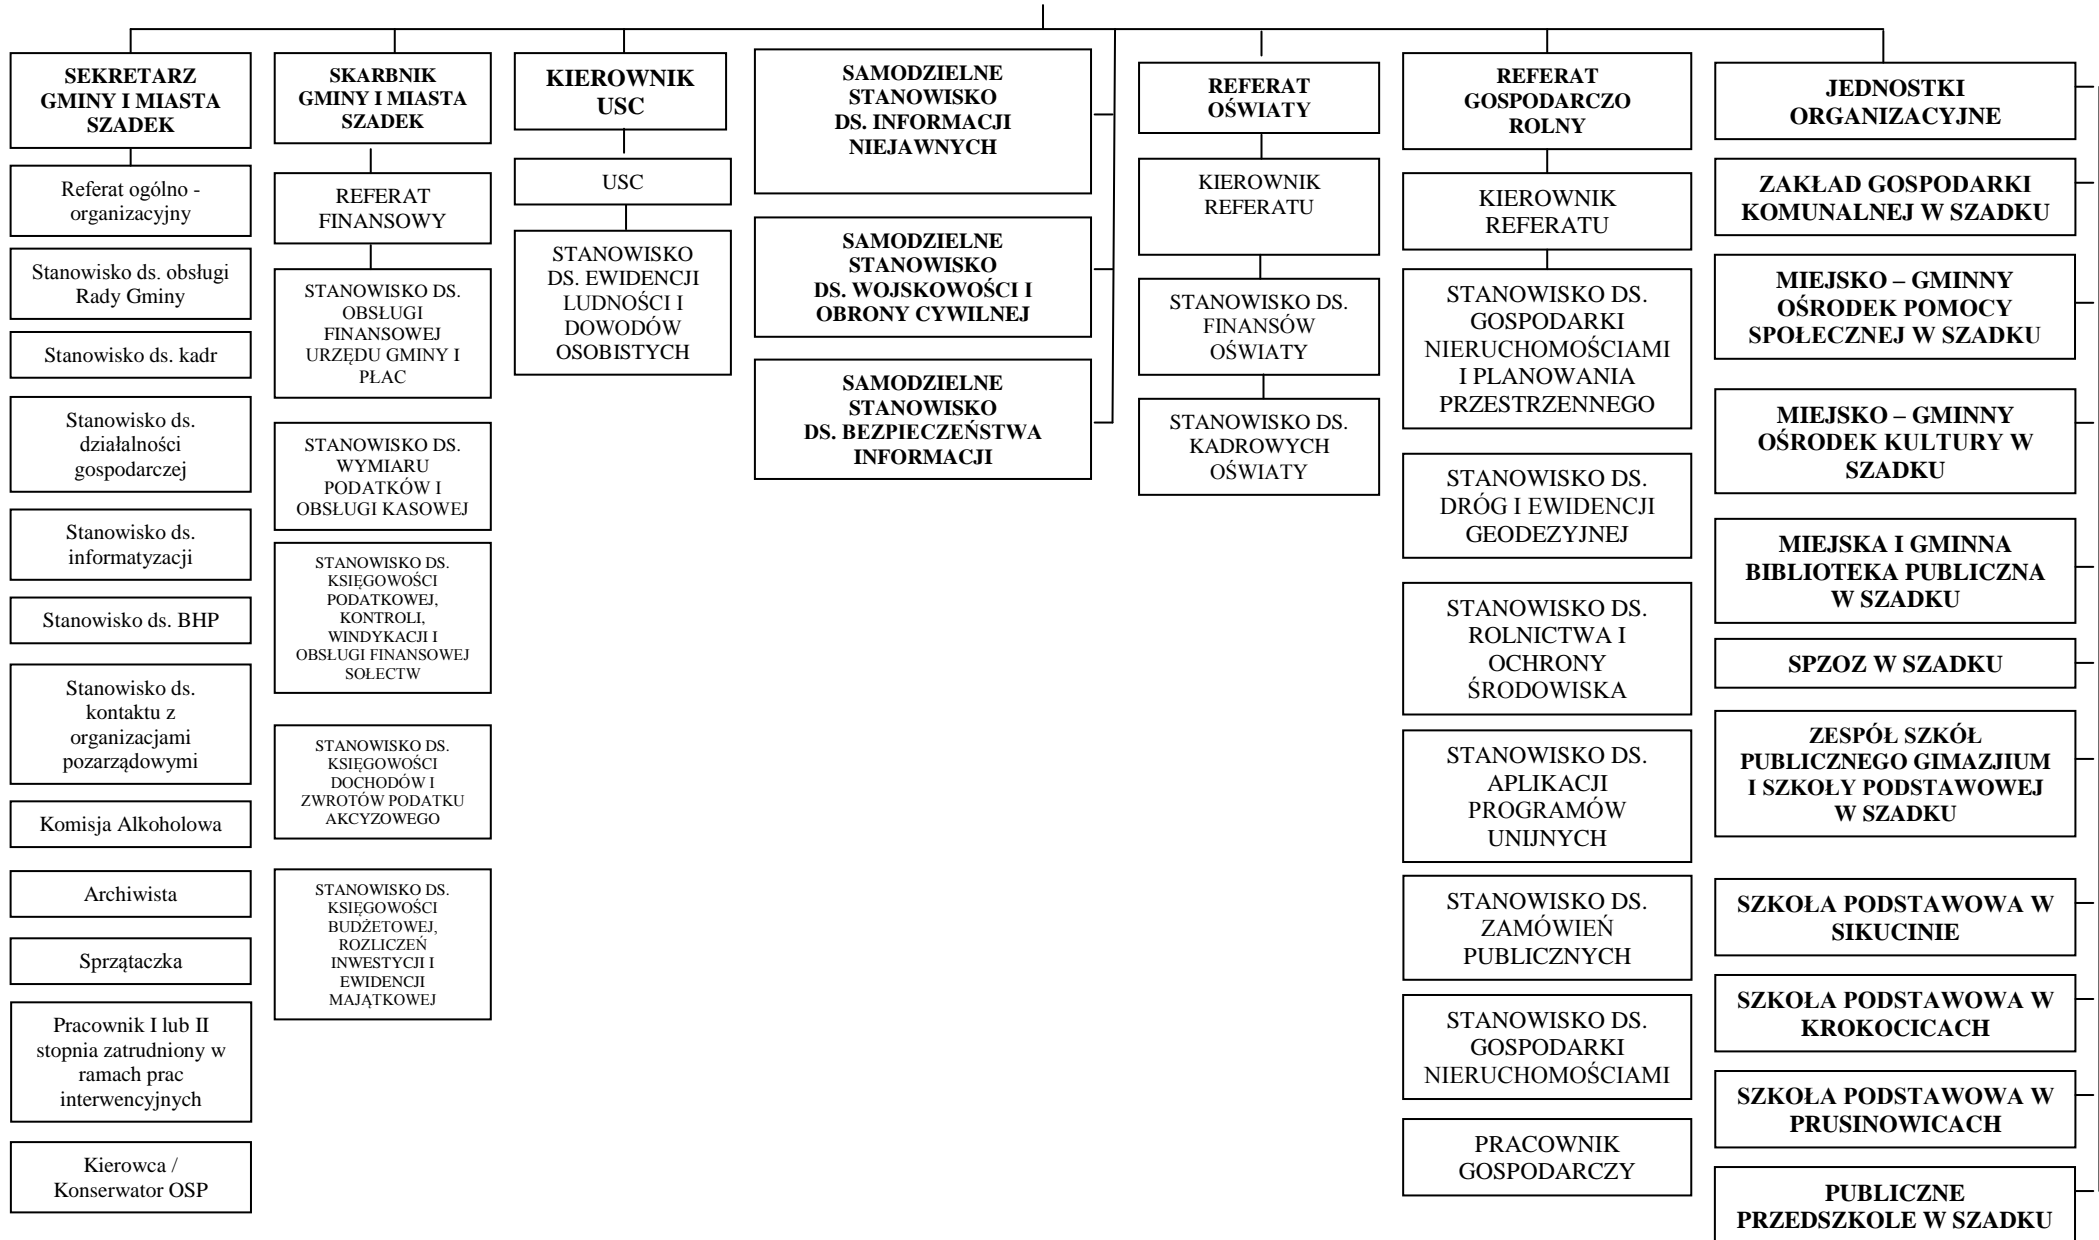 SEKRETARZ
GMINY I MIASTA
SZADEK
Referat ogólno -
organizacyjny
Stanowisko ds. obsługi
Rady Gminy
Stanowisko ds. kadr
Stanowisko ds.
działalności
gospodarczej
Stanowisko ds.
informatyzacji
Stanowisko ds. BHP
Stanowisko ds.
kontaktu z
organizacjami
pozarządowymi
Komisja Alkoholowa
Archiwista
Sprzątaczka
Pracownik I lub II
stopnia zatrudniony w
ramach prac
interwencyjnych
Kierowca /
Konserwator OSP
SKARBNIK
GMINY I MIASTA
SZADEK
REFERAT
FINANSOWY
STANOWISKO DS.
OBSŁUGI
FINANSOWEJ
URZĘDU GMINY I
PŁAC
STANOWISKO DS.
WYMIARU
PODATKÓW I
OBSŁUGI KASOWEJ
STANOWISKO DS.
KSIĘGOWOŚCI
PODATKOWEJ,
KONTROLI,
WINDYKACJI I
OBSŁUGI FINANSOWEJ
SOŁECTW
STANOWISKO DS.
KSIĘGOWOŚCI
DOCHODÓW I
ZWROTÓW PODATKU
AKCYZOWEGO
STANOWISKO DS.
KSIĘGOWOŚCI
BUDŻETOWEJ,
ROZLICZEŃ
INWESTYCJI I
EWIDENCJI
MAJĄTKOWEJ
KIEROWNIK
USC
USC
STANOWISKO
DS. EWIDENCJI
LUDNOŚCI I
DOWODÓW
OSOBISTYCH
SAMODZIELNE
STANOWISKO
DS. INFORMACJI
NIEJAWNYCH
SAMODZIELNE
STANOWISKO
DS. WOJSKOWOŚCI I
OBRONY CYWILNEJ
SAMODZIELNE
STANOWISKO
DS. BEZPIECZEŃSTWA
INFORMACJI
REFERAT
OŚWIATY
KIEROWNIK
REFERATU
STANOWISKO DS.
FINANSÓW
OŚWIATY
STANOWISKO DS.
KADROWYCH
OŚWIATY
REFERAT
GOSPODARCZO
ROLNY
KIEROWNIK
REFERATU
STANOWISKO DS.
GOSPODARKI
NIERUCHOMOŚCIAMI
I PLANOWANIA
PRZESTRZENNEGO
STANOWISKO DS.
DRÓG I EWIDENCJI
GEODEZYJNEJ
STANOWISKO DS.
ROLNICTWA I
OCHRONY
ŚRODOWISKA
STANOWISKO DS.
APLIKACJI
PROGRAMÓW
UNIJNYCH
STANOWISKO DS.
ZAMÓWIEŃ
PUBLICZNYCH
STANOWISKO DS.
GOSPODARKI
NIERUCHOMOŚCIAMI
PRACOWNIK
GOSPODARCZY
JEDNOSTKI
ORGANIZACYJNE
ZAKŁAD GOSPODARKI
KOMUNALNEJ W SZADKU
MIEJSKO – GMINNY
OŚRODEK POMOCY
SPOŁECZNEJ W SZADKU
MIEJSKO – GMINNY
OŚRODEK KULTURY W
SZADKU
MIEJSKA I GMINNA
BIBLIOTEKA PUBLICZNA
W SZADKU
SPZOZ W SZADKU
ZESPÓŁ SZKÓŁ
PUBLICZNEGO GIMAZJIUM
I SZKOŁY PODSTAWOWEJ
W SZADKU
SZKOŁA PODSTAWOWA W
SIKUCINIE
SZKOŁA PODSTAWOWA W
KROKOCICACH
SZKOŁA PODSTAWOWA W
PRUSINOWICACH
PUBLICZNE
PRZEDSZKOLE W SZADKU